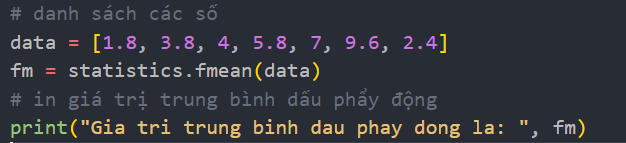 # danh sách các số
data = [1.8, 3.8, 4, 5.8, 7, 9.6, 2.4]
fm = statistics.fmean(data)
# in giá trị trung bình dấu phẩy động
print("Gia tri trung binh dau phay dong la: ", fm)